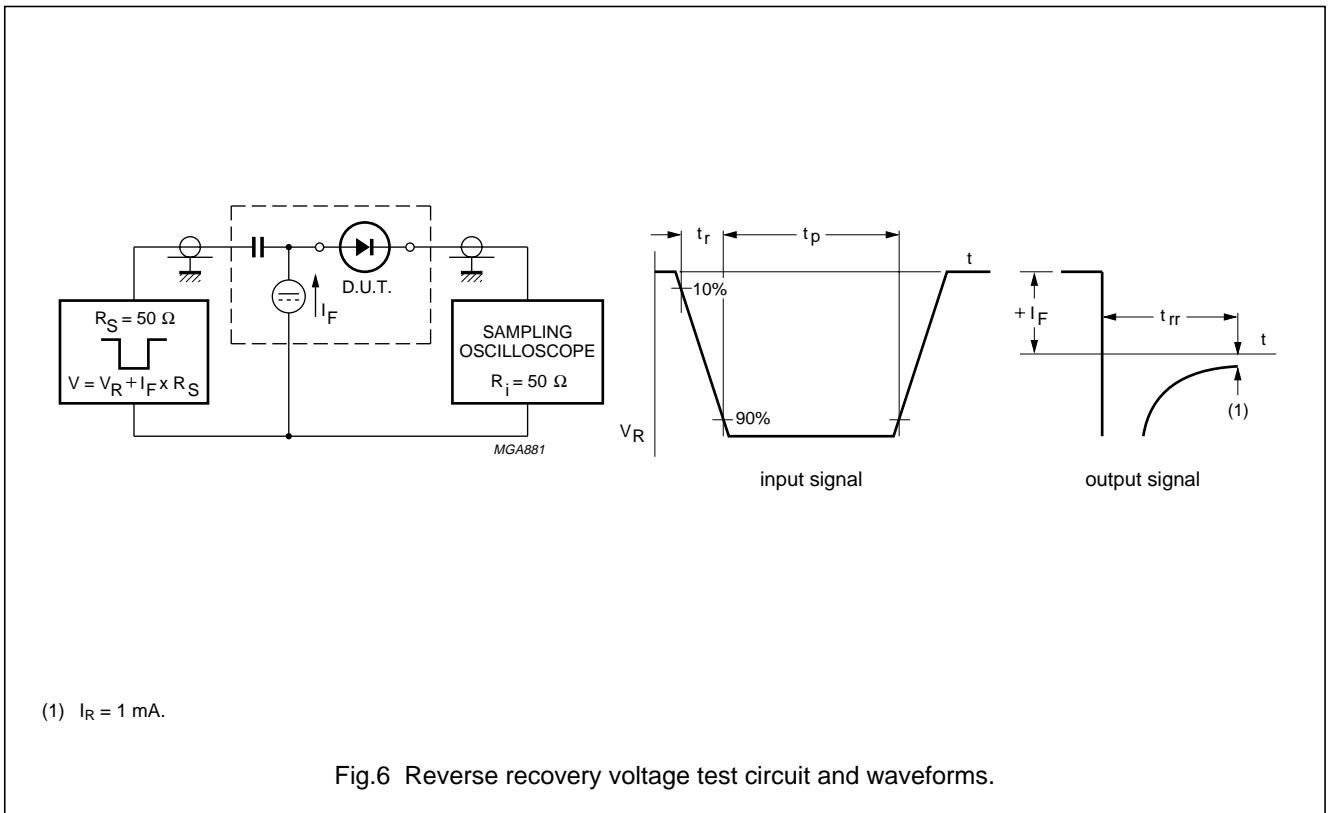 R_S = 50 Ω
V = V_R + I_F x R_S
I_F
D.U.T.
SAMPLING
OSCILLOSCOPE
R_i = 50 Ω
MGA881
t_r
t_p
t
10%
90%
V_R
input signal
+ I_F
t_rr
t
(1)
output signal
(1) I_R = 1 mA.
Fig.6 Reverse recovery voltage test circuit and waveforms.